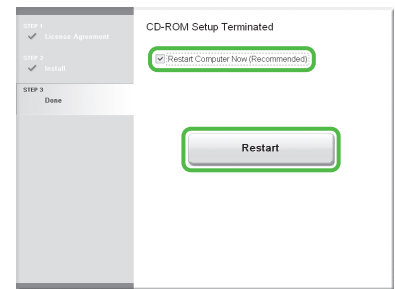 STEP 1
License Agreement
STEP 2
Install
STEP 3
Done
CD-ROM Setup Terminated
Restart Computer Now (Recommended)
Restart